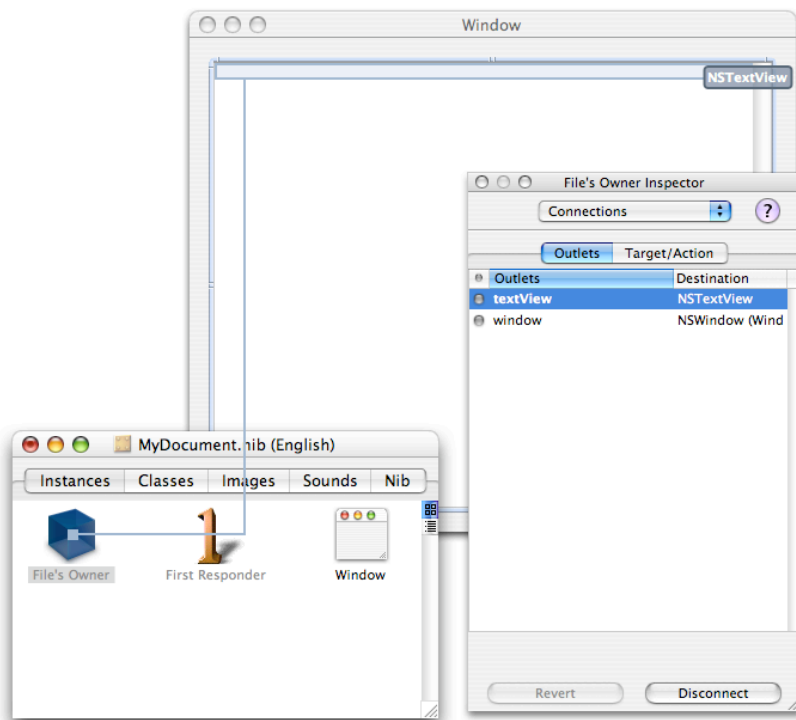 Window
NSTextView
File's Owner Inspector
Connections
?
Outlets Target/Action
Outlets Destination
textView NSTextView
window NSWindow (Wind
MyDocument.nib (English)
Instances Classes Images Sounds Nib
1
File's Owner First Responder Window
Revert Disconnect